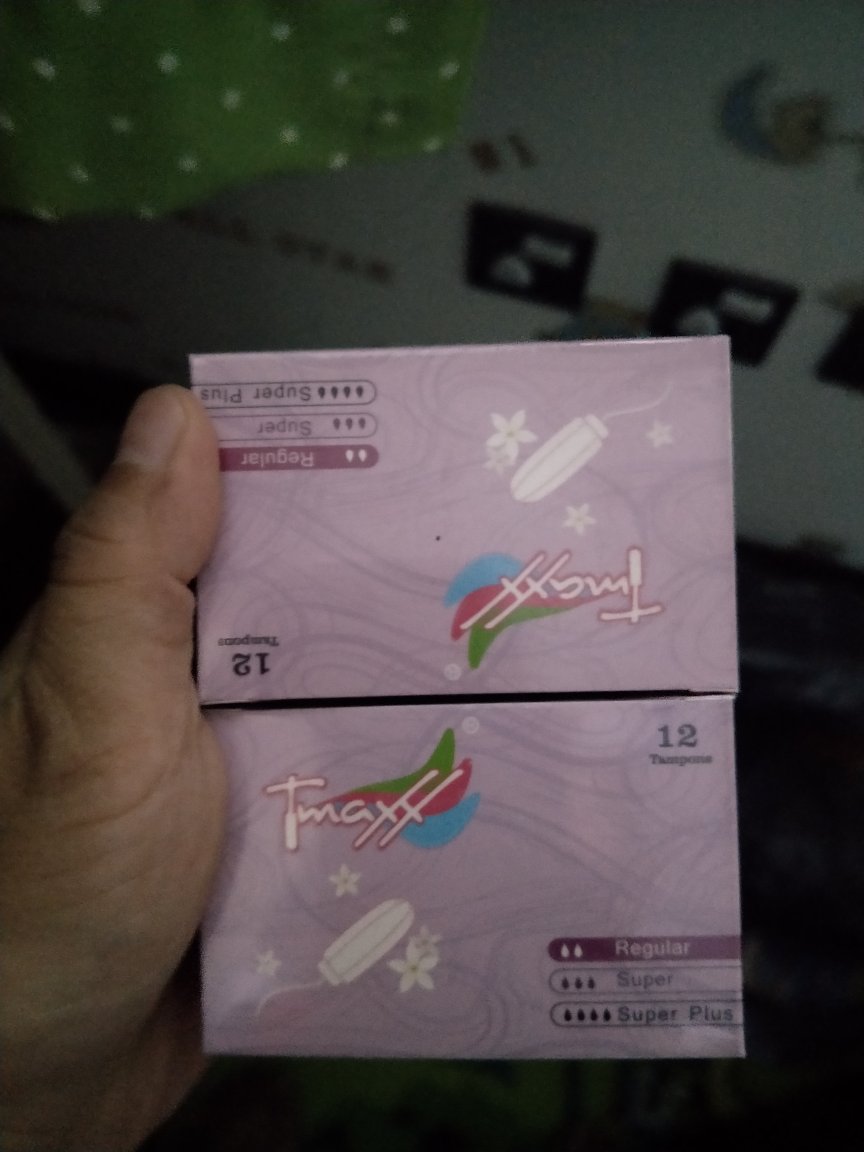 Super Plus
Super
Regular
Tmaxx
12
Tampons
®
Tmaxx
®
12
Tampons
Regular
Super
Super Plus